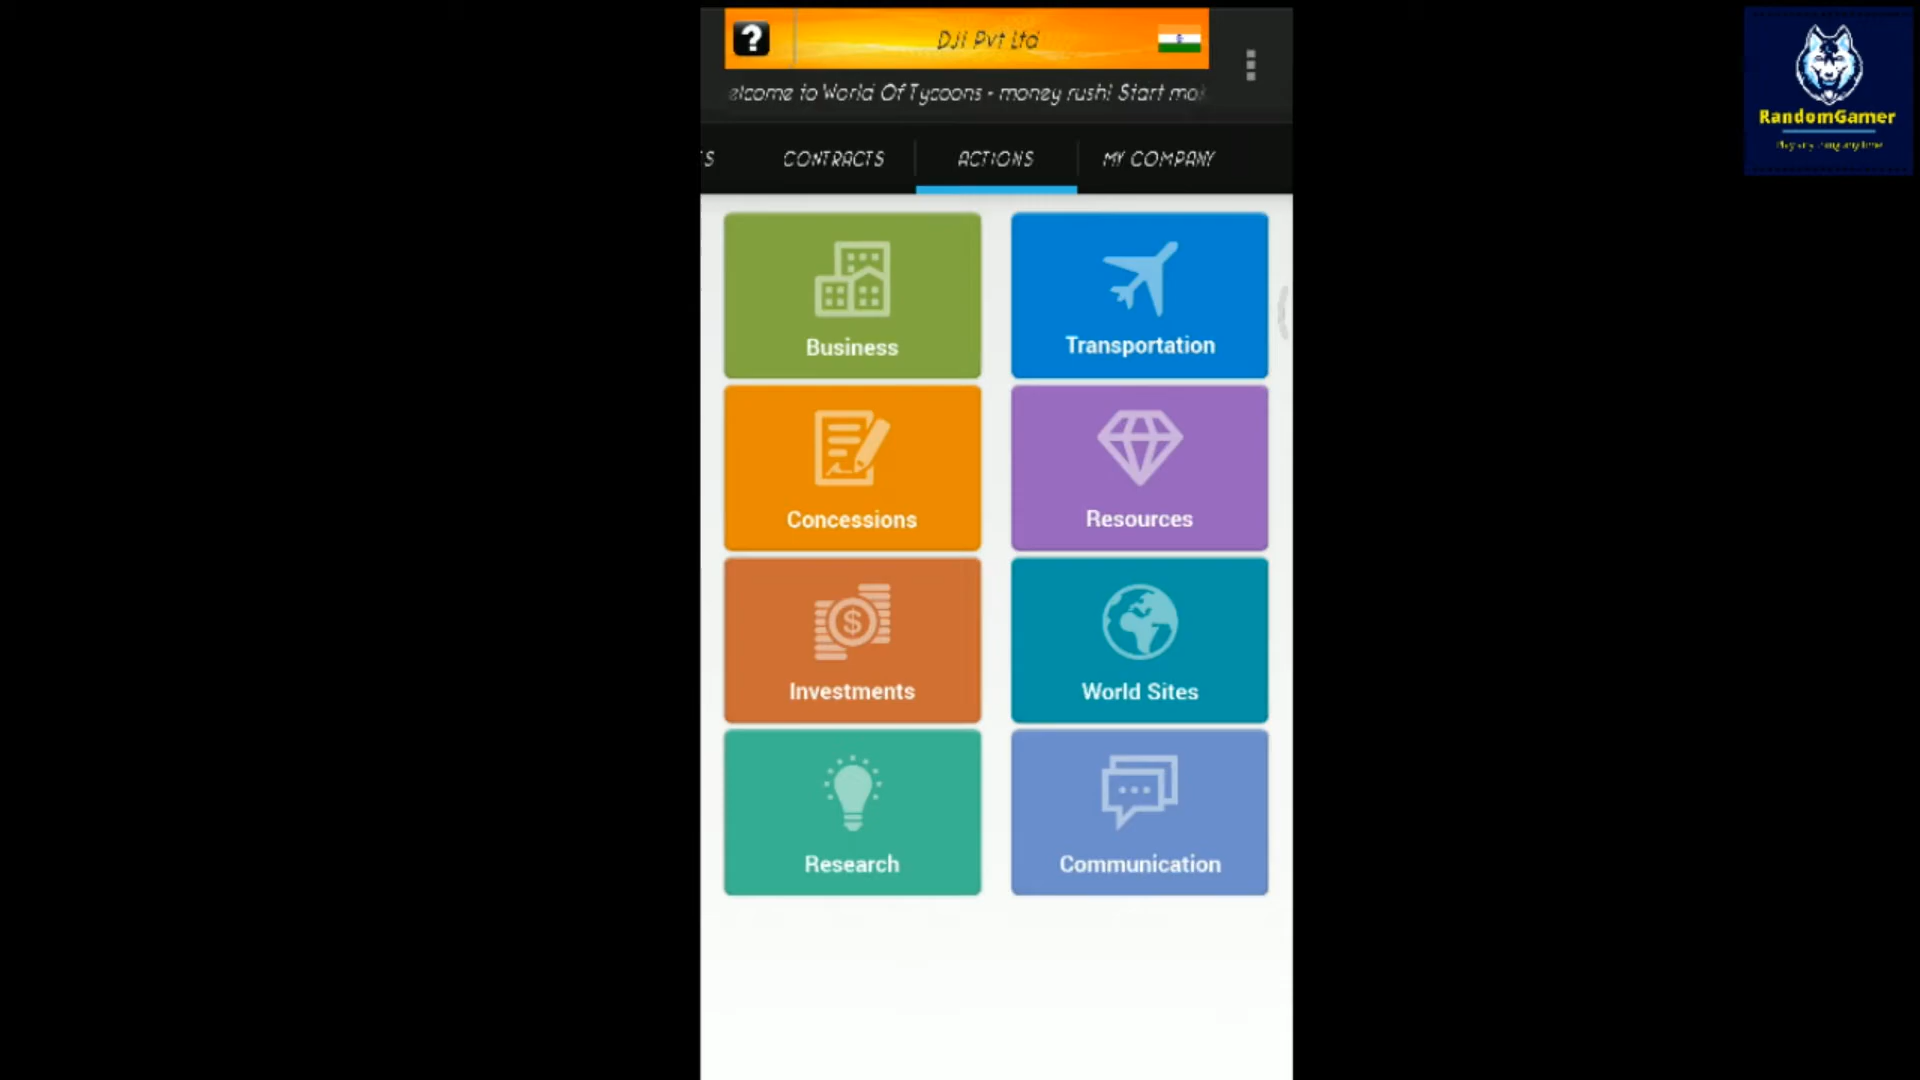 ?
DJI Pvt Ltd
elcome to World Of Tycoons - money rush! Start mo
S
CONTRACTS
ACTIONS
MY COMPANY
Business
Transportation
Concessions
Resources
$
Investments
World Sites
Research
Communication
RandomGamer